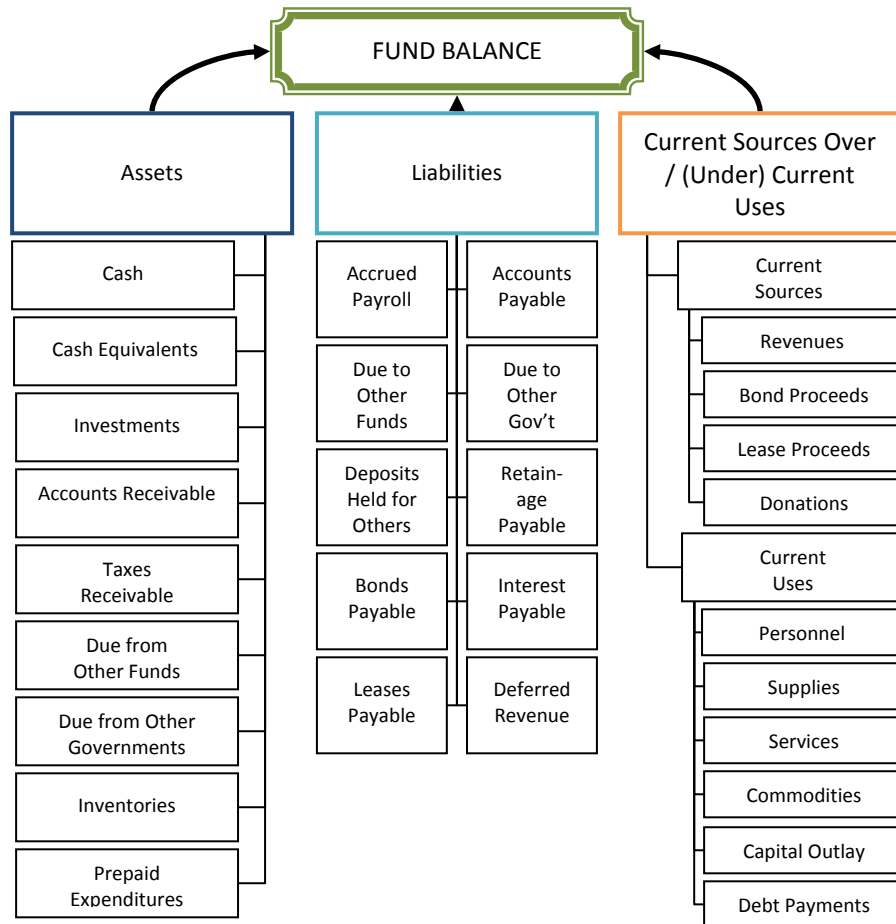 FUND BALANCE
Assets
Cash
Cash Equivalents
Investments
Accounts Receivable
Taxes
Receivable
Due from
Other Funds
Due from Other
Governments
Inventories
Prepaid
Expenditures
Liabilities
Accrued
Payroll
Accounts
Payable
Due to
Other
Funds
Due to
Other
Gov’t
Deposits
Held for
Others
Retain-
age
Payable
Bonds
Payable
Interest
Payable
Leases
Payable
Deferred
Revenue
Current Sources Over
/ (Under) Current
Uses
Current
Sources
Revenues
Bond Proceeds
Lease Proceeds
Donations
Current
Uses
Personnel
Supplies
Services
Commodities
Capital Outlay
Debt Payments